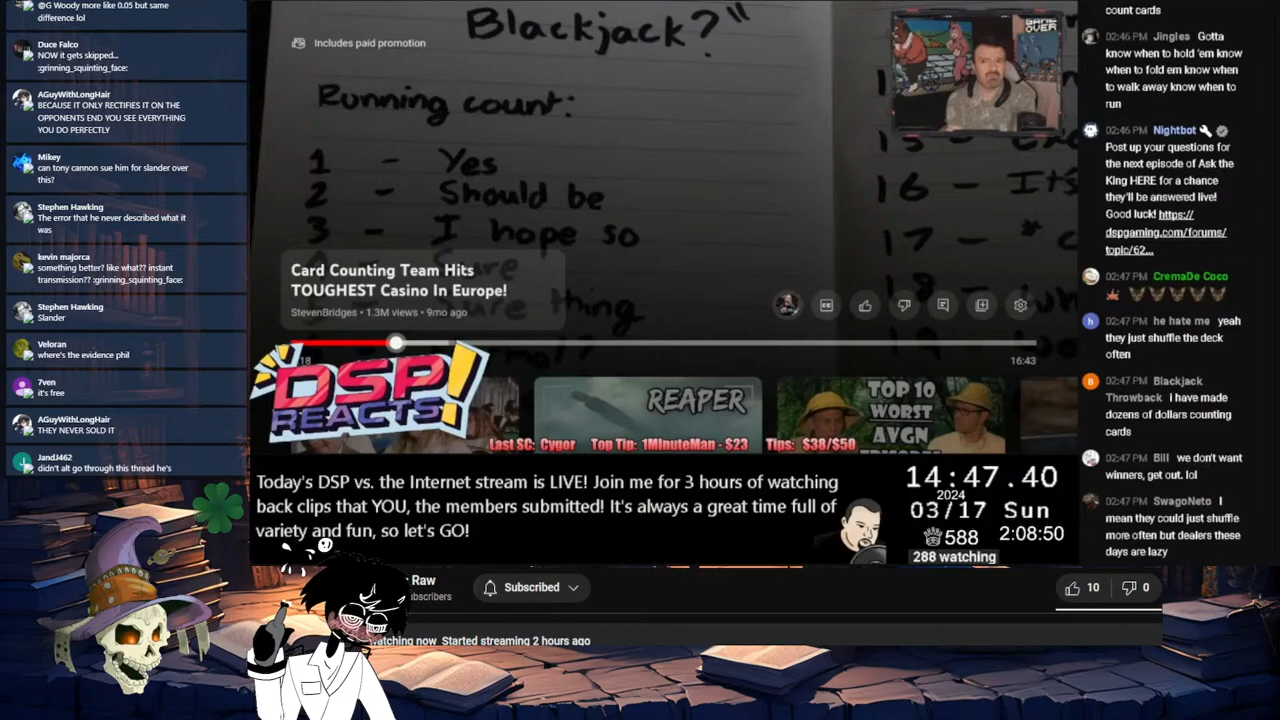 @G Woody more like 0.05 but same
difference lol
Duce Falco
NOW it gets skipped...
:grinning_squinting_face:
AGuyWithLongHair
BECAUSE IT ONLY RECTIFIES IT ON THE
OPPONENTS END YOU SEE EVERYTHING
YOU DO PERFECTLY
Mikey
can tony cannon sue him for slander over
this?
Stephen Hawking
The error that he never described what it
was
kevin majorca
something better? like what?? instant
transmission?? :grinning_squinting_face:
Stephen Hawking
Slander
Veloran
where's the evidence phil
7ven
it's free
AGuyWithLongHair
THEY NEVER SOLD IT
JandJ462
didn't alt go through this thread he's
Blackjack?"
Includes paid promotion
Running count:
1 - Yes
2 - Should be
3 - I hope so
Sure
thing
15 -
16 - It's
17 - *
18 -
19
GAME
OVER
Card Counting Team Hits
TOUGHEST Casino In Europe!
StevenBridges • 1.3M views • 9mo ago
18
16:43
DSP
REACTS!
REAPER
TOP 10
WORST
AVGN
EPISODES
Last SC: Cygor Top Tip: 1MinuteMan - $23 Tips: $38/$50
Today's DSP vs. the Internet stream is LIVE! Join me for 3 hours of watching
back clips that YOU, the members submitted! It's always a great time full of
variety and fun, so let's GO!
14:47.40
2024
03/17 Sun
588
2:08:50
288 watching
Raw
subscribers
Subscribed
10
0
watching now Started streaming 2 hours ago
count cards
02:46 PM Jingles Gotta
know when to hold 'em know
when to fold em know when
to walk away know when to
run
02:46 PM Nightbot
Post up your questions for
the next episode of Ask the
King HERE for a chance
they'll be answered live!
Good luck! https://
dspgaming.com/forums/
topic/62...
02:47 PM CremaDe Coco
02:47 PM he hate me yeah
they just shuffle the deck
often
02:47 PM Blackjack
Throwback i have made
dozens of dollars counting
cards
02:47 PM Bill we don't want
winners, get out. lol
02:47 PM SwagoNeto I
mean they could just shuffle
more often but dealers these
days are lazy